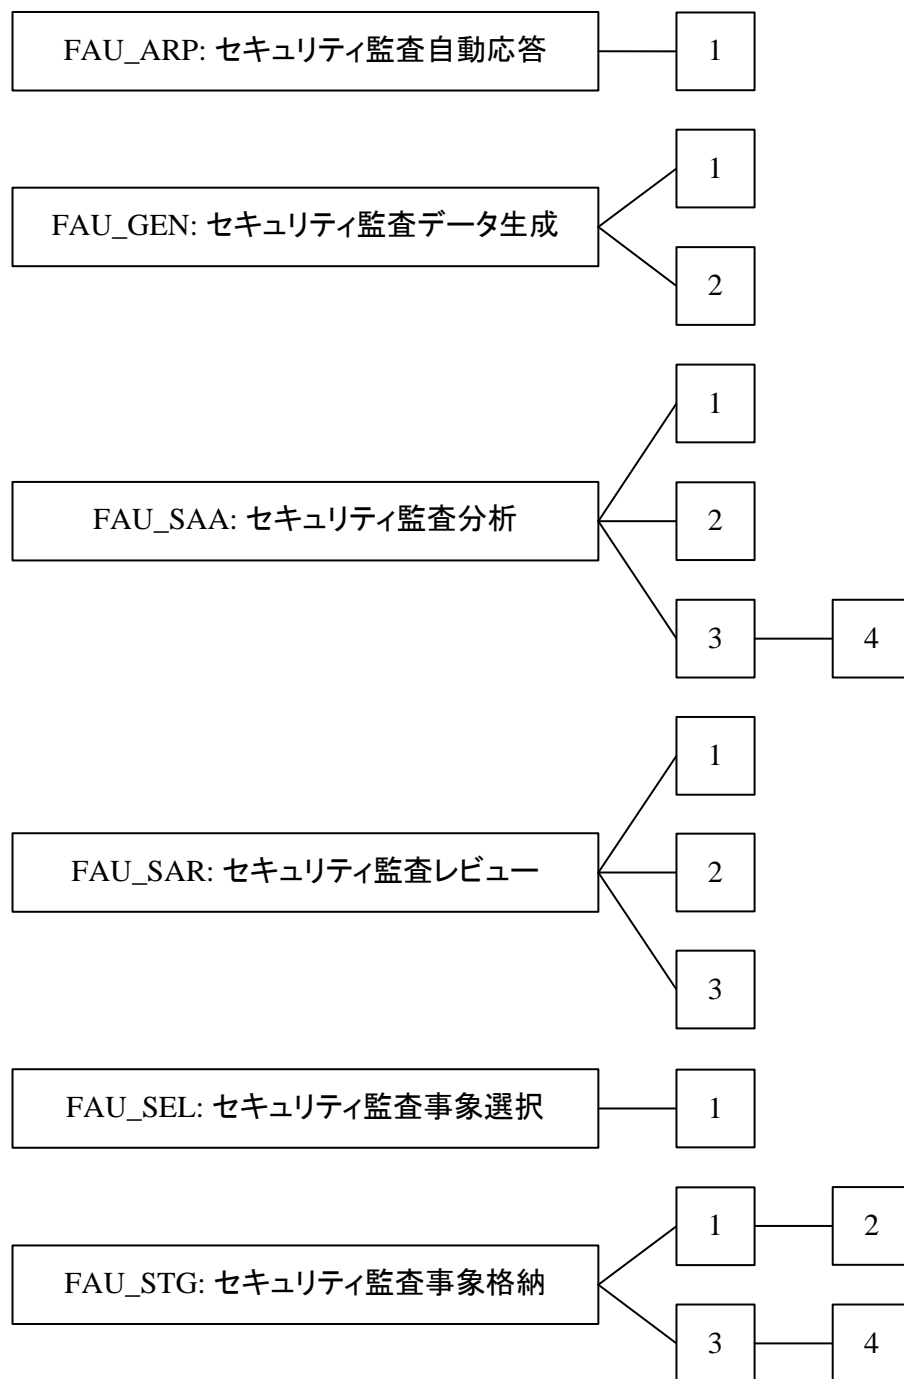 FAU_ARP: セキュリティ監査自動応答
1
FAU_GEN: セキュリティ監査データ生成
1
2
FAU_SAA: セキュリティ監査分析
1
2
3
4
FAU_SAR: セキュリティ監査レビュー
1
2
3
FAU_SEL: セキュリティ監査事象選択
1
FAU_STG: セキュリティ監査事象格納
1
2
3
4